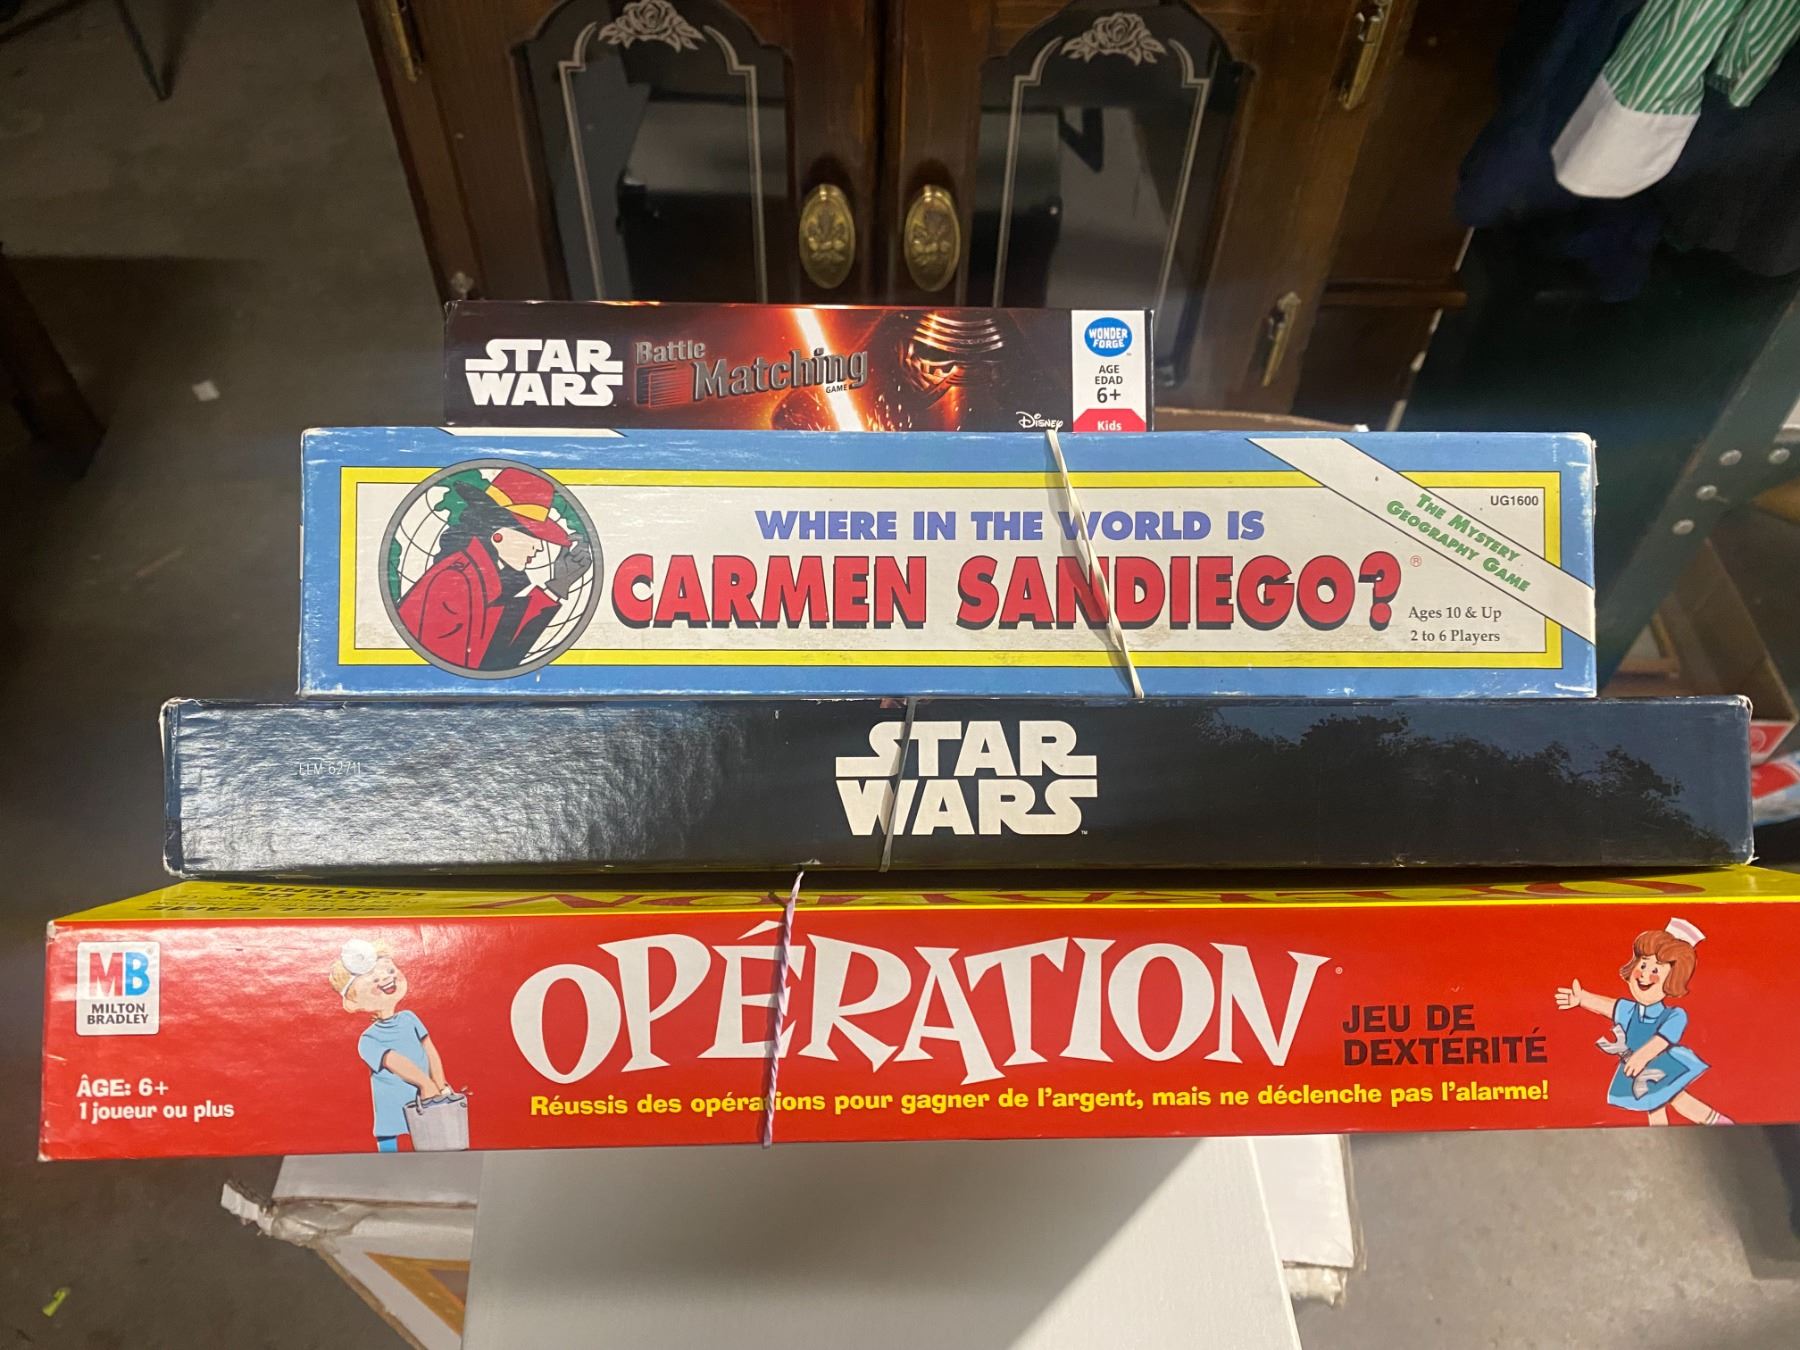 STAR
WARS
Battle
Matching
GAME
Disney
WONDER
FORGE
AGE
EDAD
6+
Kids
WHERE IN THE WORLD IS
CARMEN SANDIEGO?®
THE MYSTERY
GEOGRAPHY GAME
UG1600
Ages 10 & Up
2 to 6 Players
STAR
WARS™
ELM 62711
MB
MILTON
BRADLEY
ÂGE: 6+
1 joueur ou plus
OPÉRATION
JEU DE
DEXTÉRITÉ
Réussis des opérations pour gagner de l'argent, mais ne déclenche pas l'alarme!